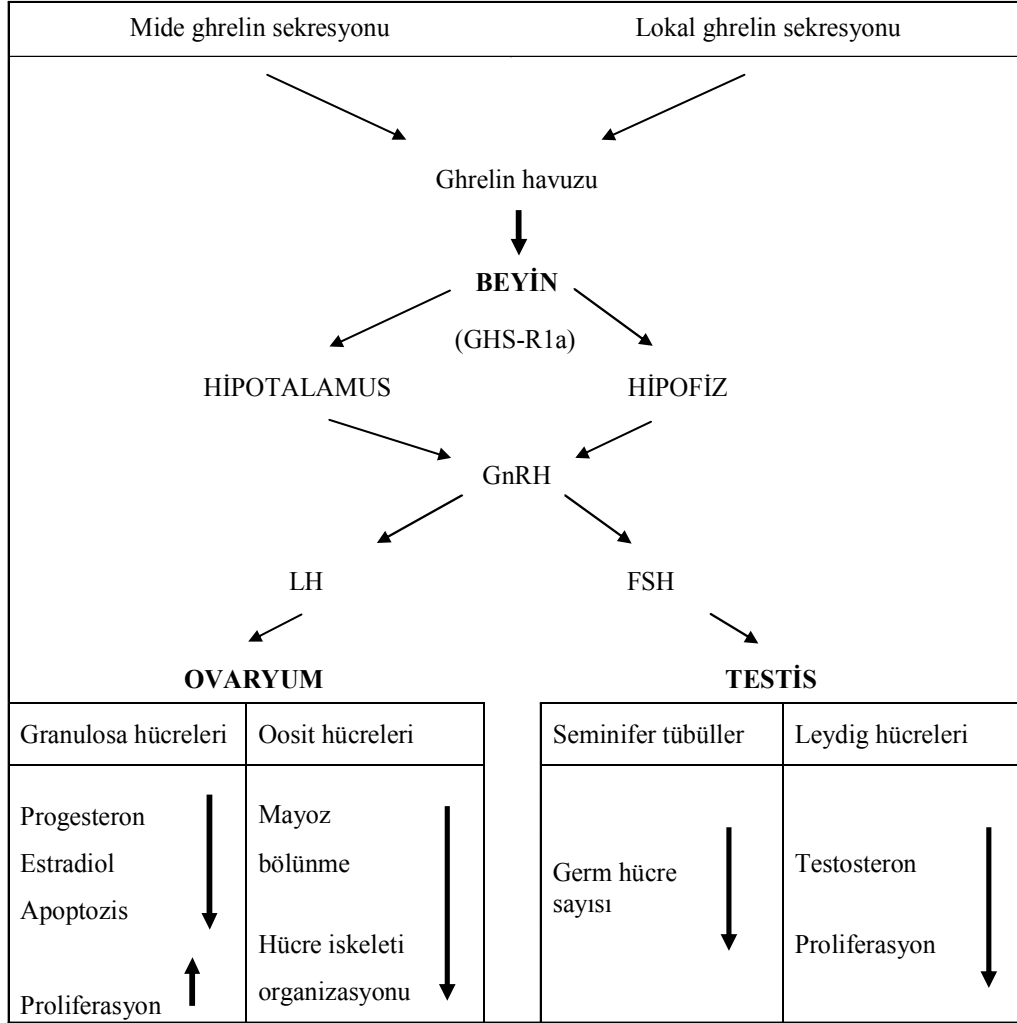 Mide ghrelin sekresyonu
Lokal ghrelin sekresyonu
Ghrelin havuzu
BEYİN
(GHS-R1a)
HİPOTALAMUS
HİPOFİZ
GnRH
LH
FSH
OVARYUM
TESTİS
Granulosa hücreleri
Oosit hücreleri
Seminifer tübüller
Leydig hücreleri
Progesteron
Estradiol
Apoptozis
Proliferasyon
Mayoz
bölünme
Hücre iskeleti
organizasyonu
Germ hücre
sayısı
Testosteron
Proliferasyon